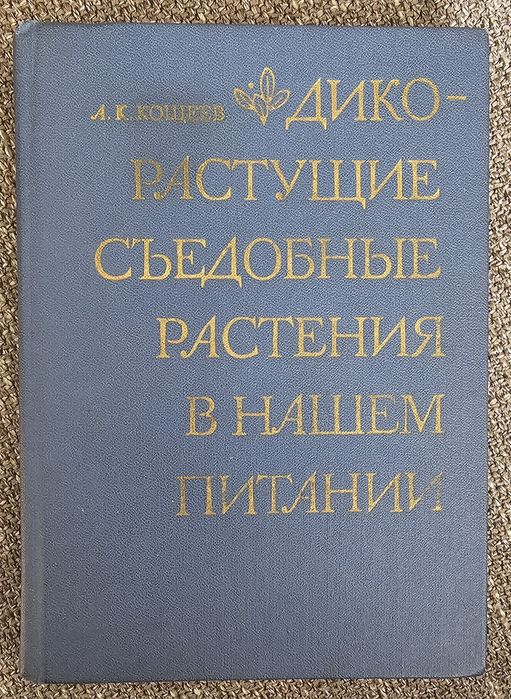 А. К. КОЩЕЕВ
ДИКО-
РАСТУЩИЕ
СЪЕДОБНЫЕ
РАСТЕНИЯ
В НАШЕМ
ПИТАНИИ